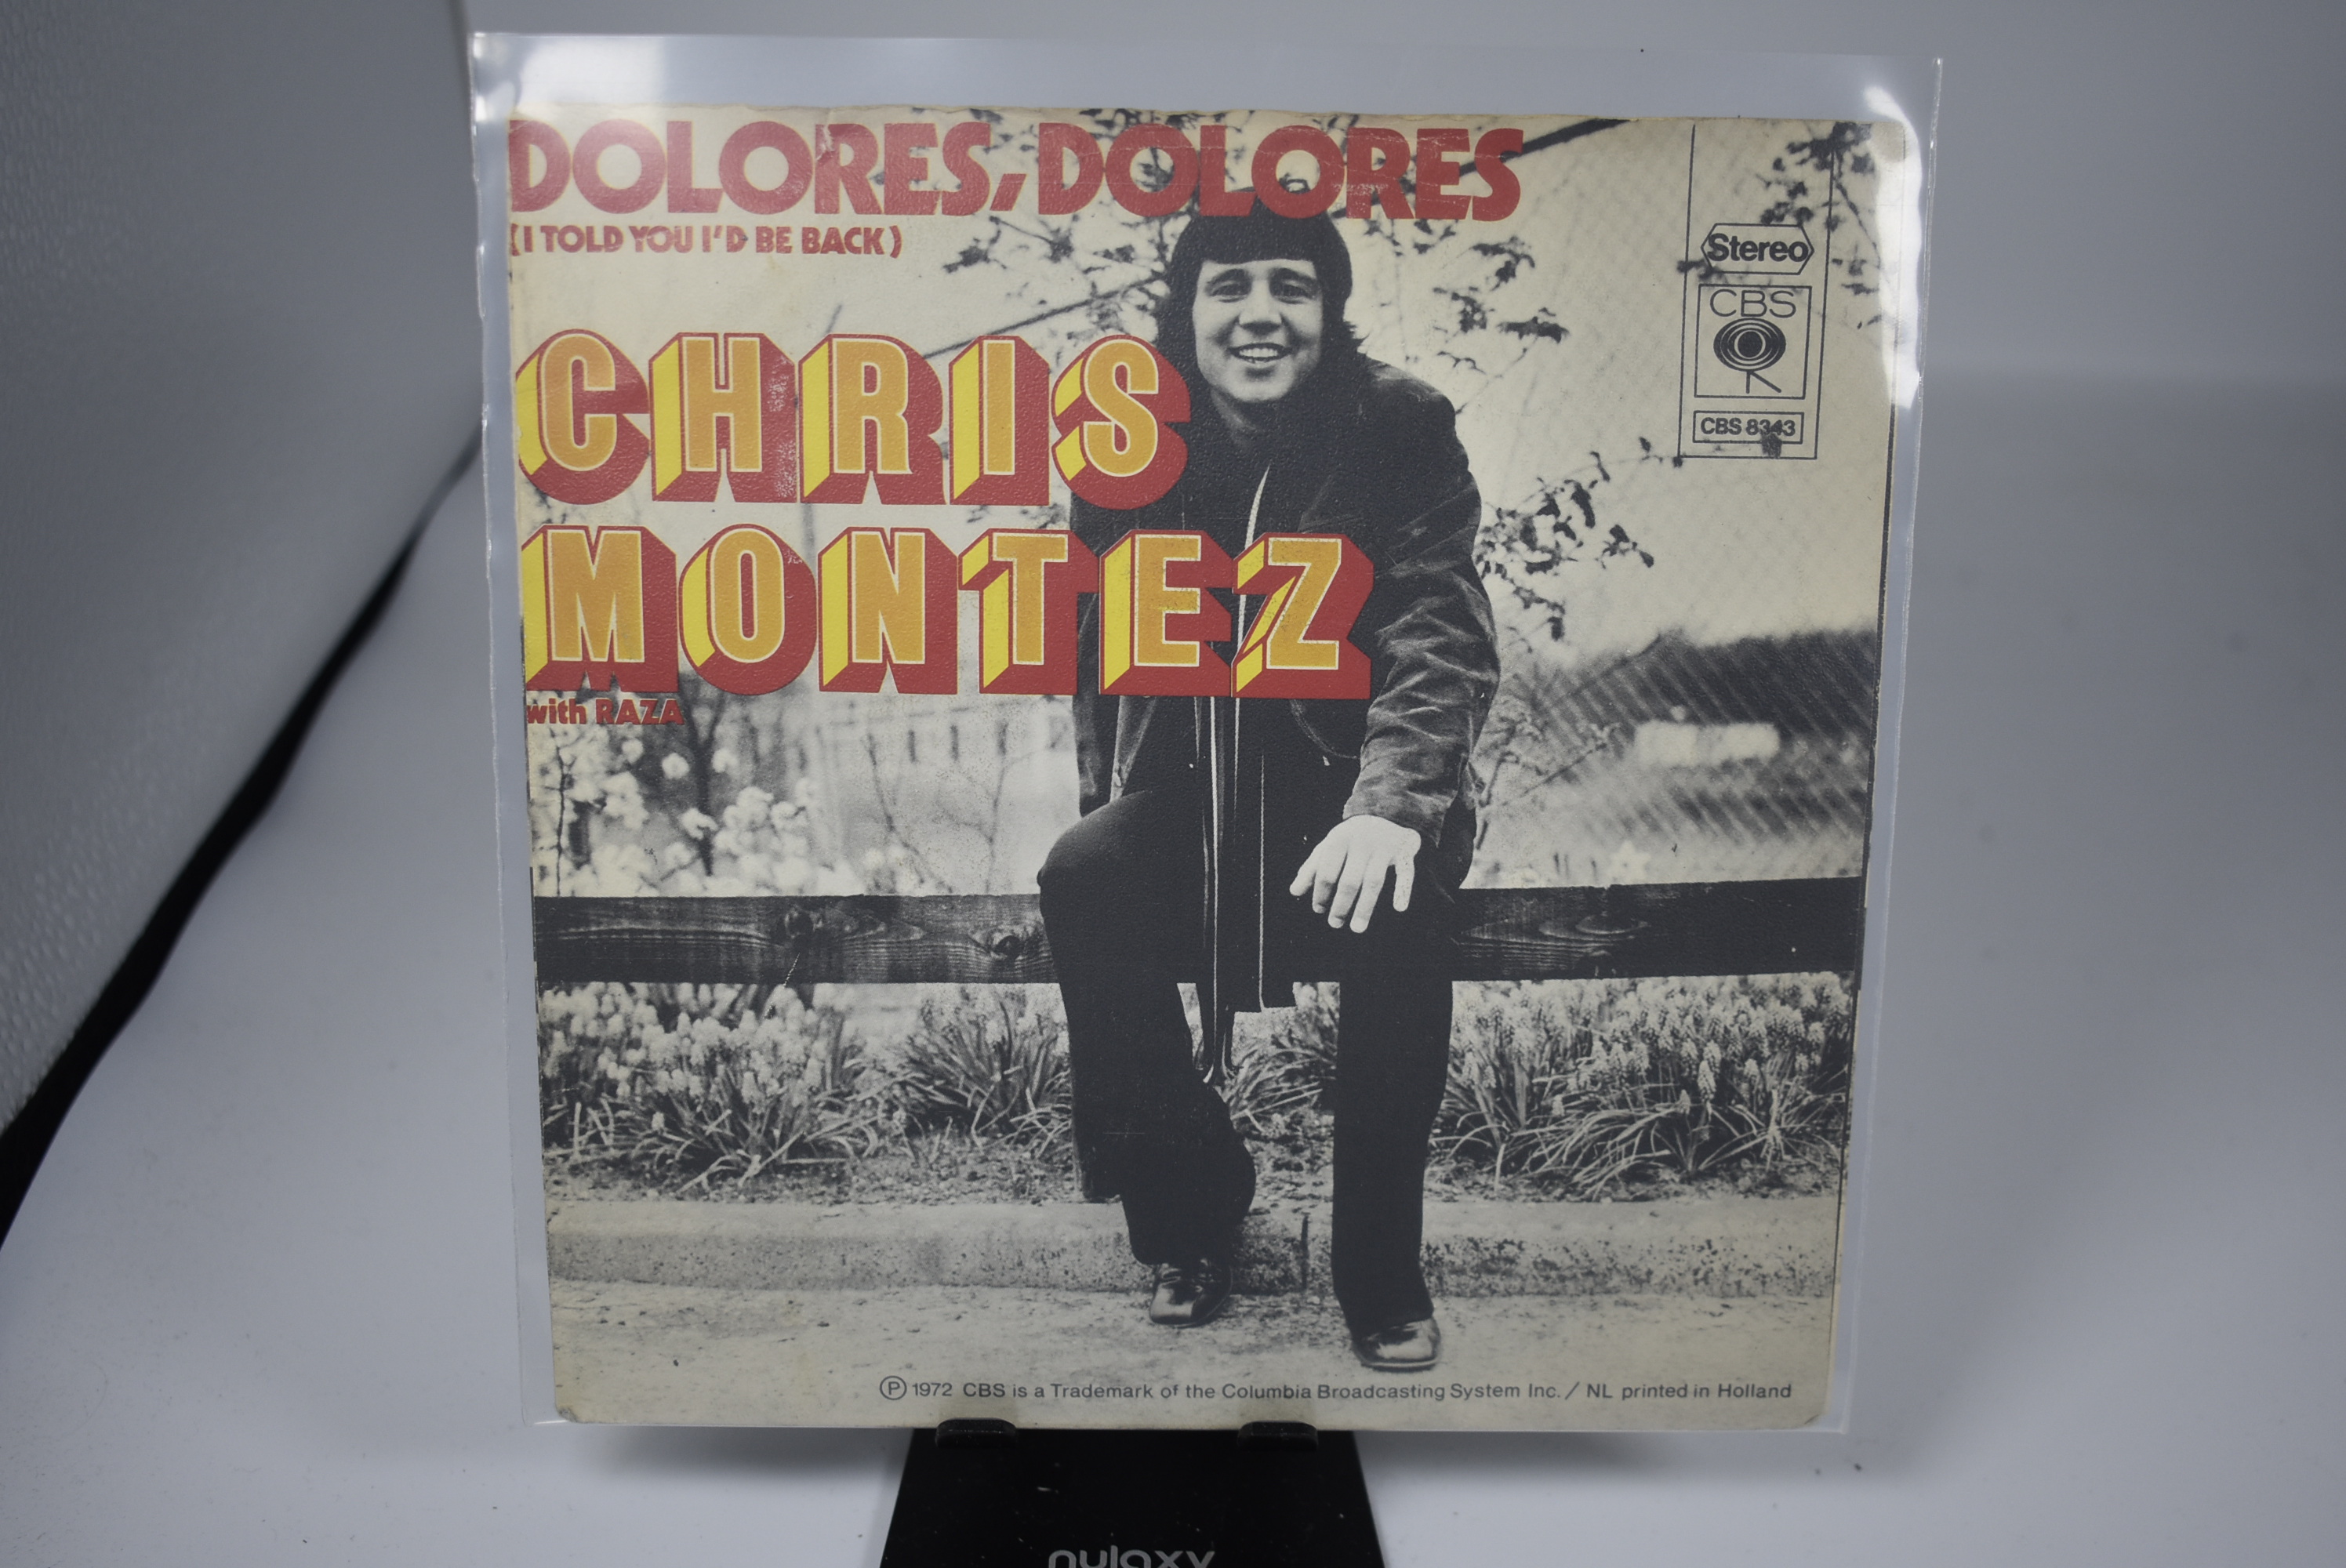 DOLORES, DOLORES
(I TOLD YOU I'D BE BACK)
Stereo
CBS
CBS 8343
CHRIS
MONTEZ
with RAZA
Ⓟ 1972 CBS is a Trademark of the Columbia Broadcasting System Inc. / NL printed in Holland
nulaxy